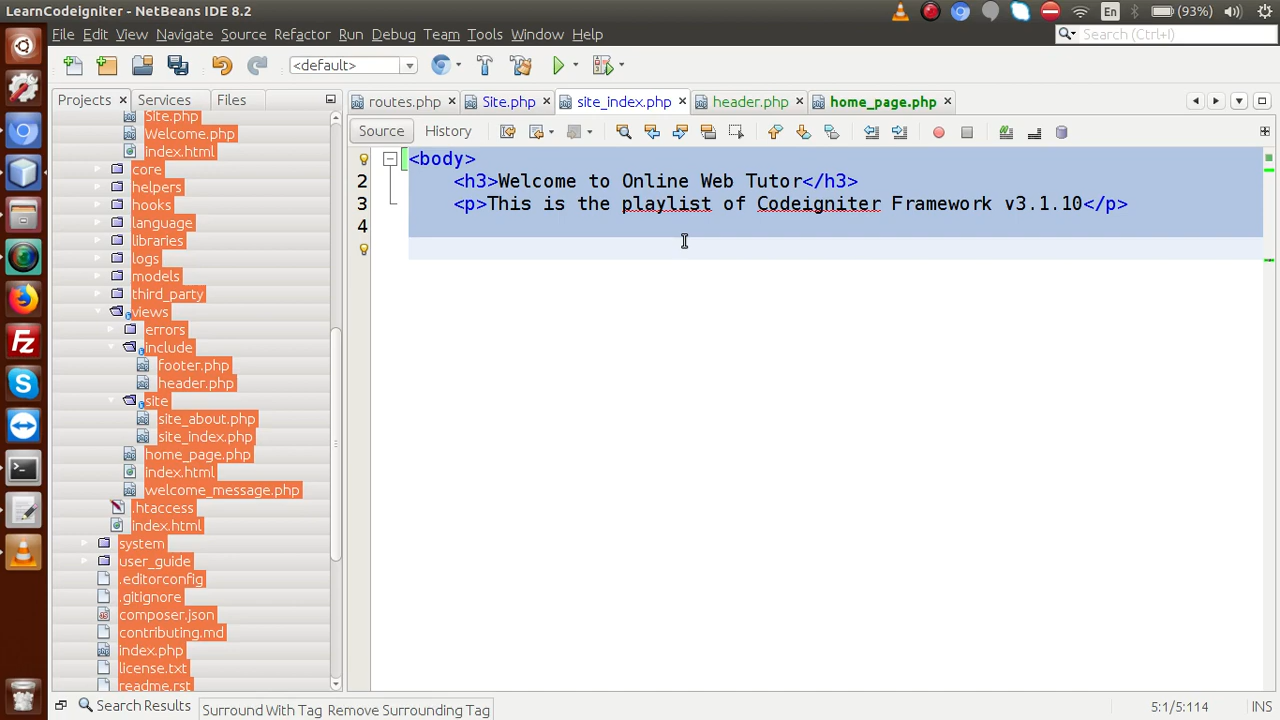 LearnCodeigniter - NetBeans IDE 8.2
En
(93%)
File Edit View Navigate Source Refactor Run Debug Team Tools Window Help
Search (Ctrl+I)
<default>
Projects Services Files
routes.php Site.php site_index.php header.php home_page.php
Source History
Site.php
Welcome.php
index.html
core
helpers
hooks
language
libraries
logs
models
third_party
views
errors
include
footer.php
header.php
site
site_about.php
site_index.php
home_page.php
index.html
welcome_message.php
.htaccess
index.html
system
user_guide
.editorconfig
.gitignore
composer.json
contributing.md
index.php
license.txt
readme.rst
<body>
2 <h3>Welcome to Online Web Tutor</h3>
3 <p>This is the playlist of Codeigniter Framework v3.1.10</p>
4
Search Results
Surround With Tag Remove Surrounding Tag
5:1/5:114
INS